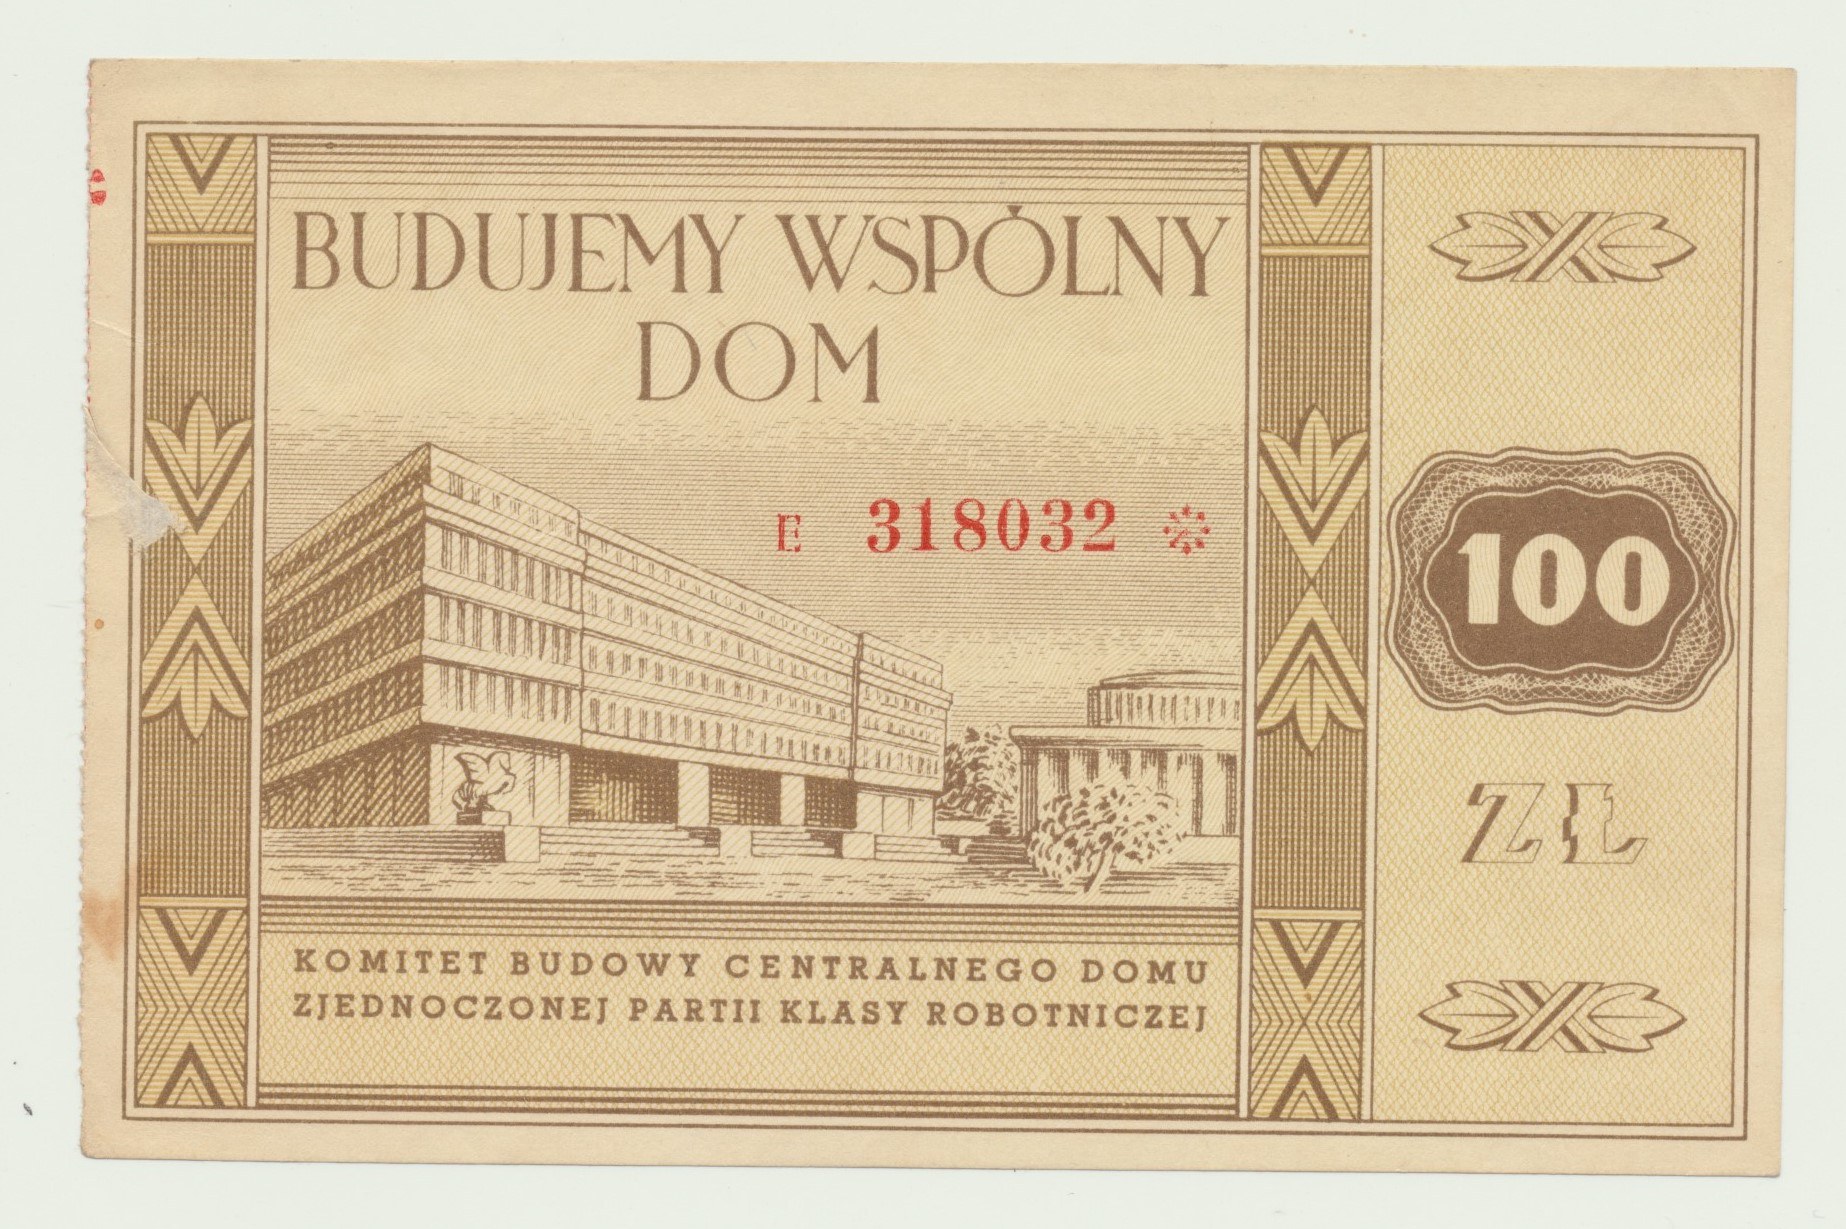 BUDUJEMY WSPÓLNY
DOM
E 318032 *
100
ZŁ
KOMITET BUDOWY CENTRALNEGO DOMU
ZJEDNOCZONEJ PARTII KLASY ROBOTNICZEJ